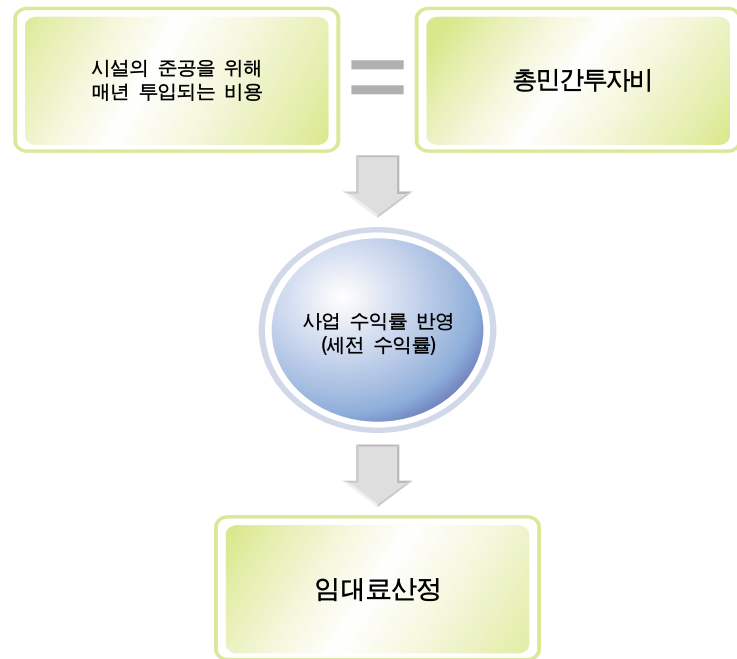 시설의 준공을 위해
매년 투입되는 비용
총민간투자비
사업 수익률 반영
(세전 수익률)
임대료산정